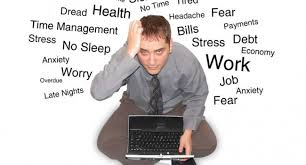 Dread Health No Time Tired Headache Fear
Time Management Bills Payments
Stress No Sleep Stress Debt
Economy
Anxiety Work
Worry Anxiety Job
Overdue Fear
Late Nights